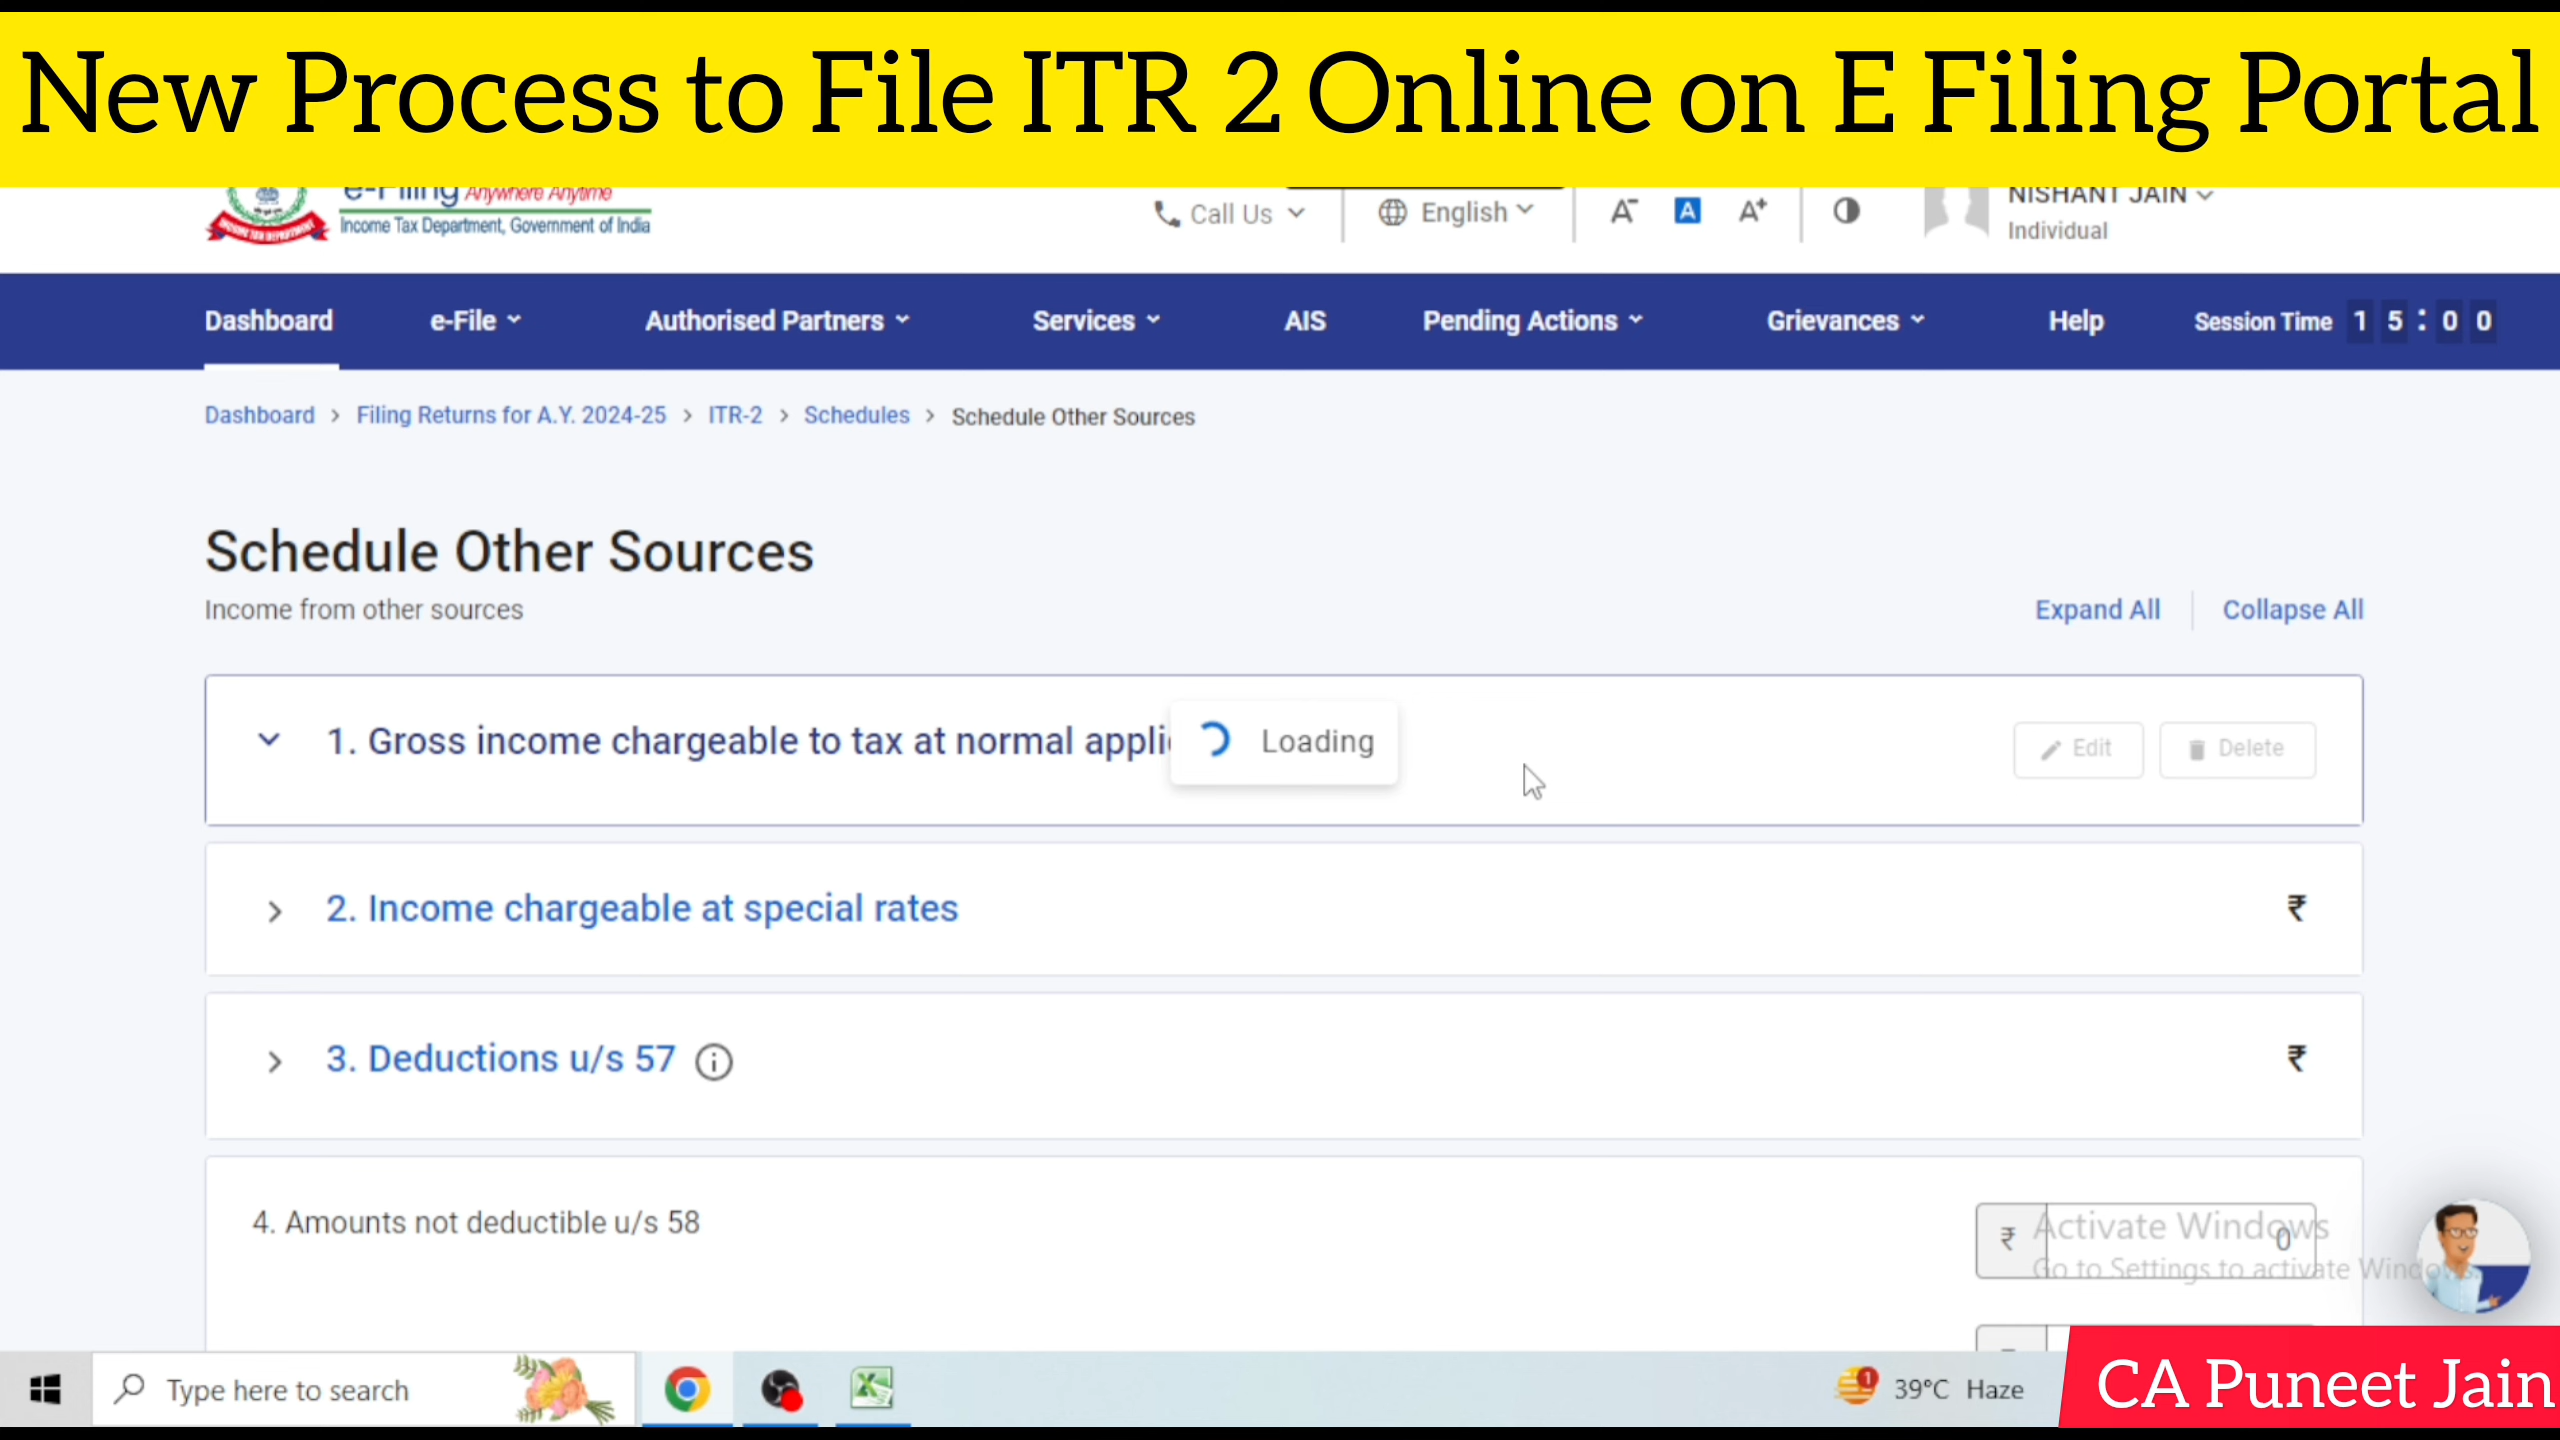 New Process to File ITR 2 Online on E Filing Portal
e-Filing Anywhere Anytime
Income Tax Department, Government of India
Call Us
English
A-
A
A+
NISHANT JAIN
Individual
Dashboard
e-File
Authorised Partners
Services
AIS
Pending Actions
Grievances
Help
Session Time 15:00
Dashboard > Filing Returns for A.Y. 2024-25 > ITR-2 > Schedules > Schedule Other Sources
Schedule Other Sources
Income from other sources
Expand All
Collapse All
1. Gross income chargeable to tax at normal appli
Loading
Edit
Delete
2. Income chargeable at special rates
₹
3. Deductions u/s 57
₹
4. Amounts not deductible u/s 58
₹ 0
Activate Windows
Go to Settings to activate Windows.
Type here to search
1
39°C Haze
CA Puneet Jain